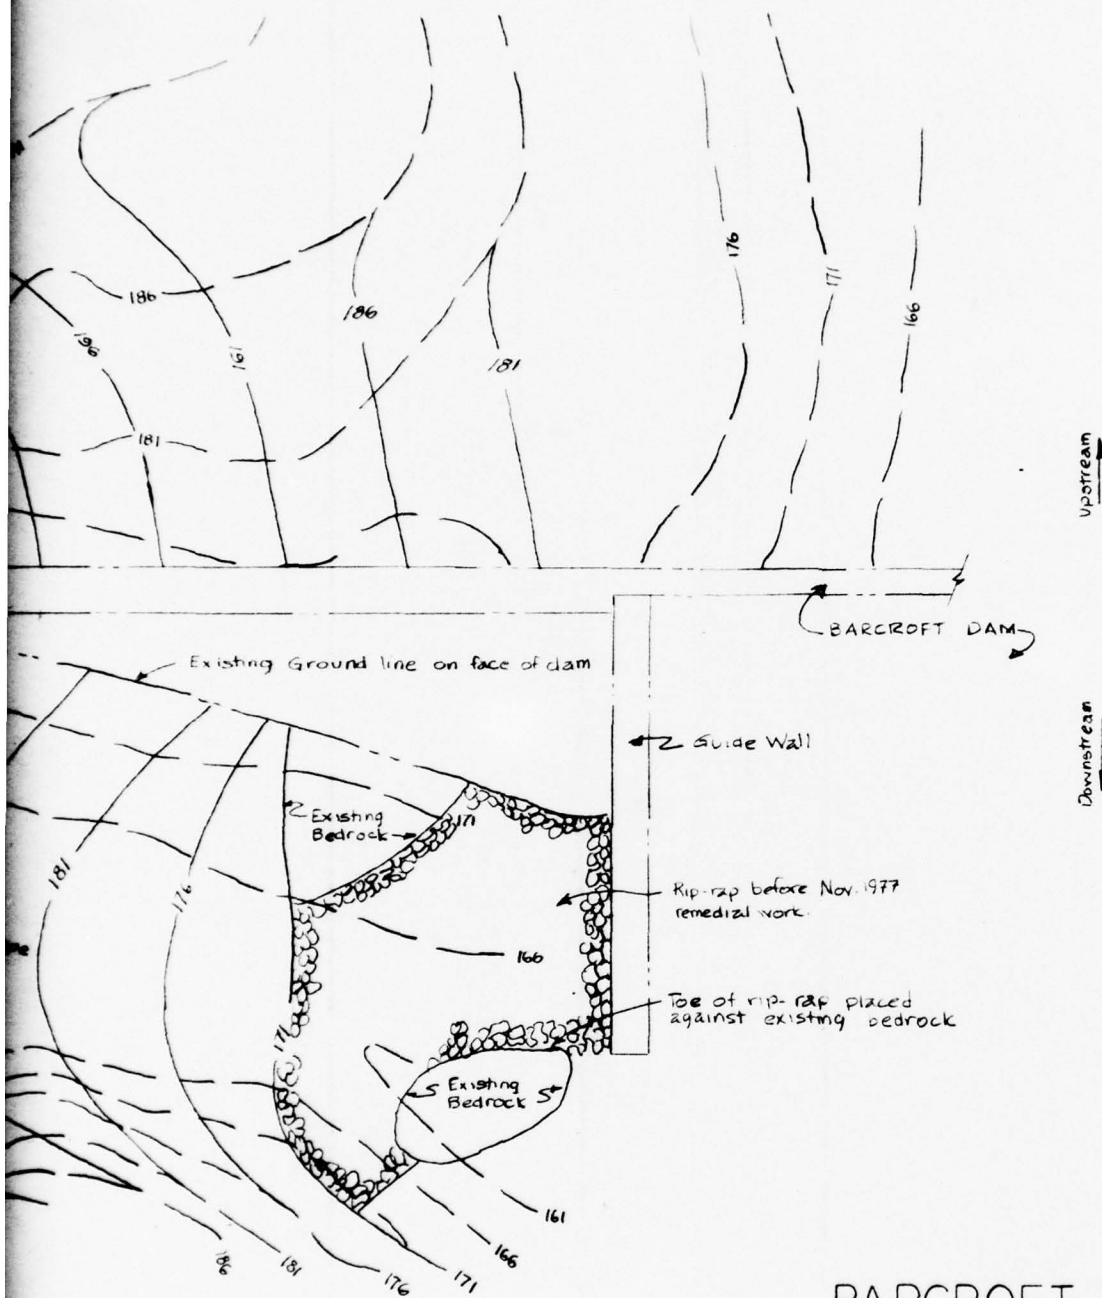 186
196
161
186
181
181
176
171
166
upstream
BARCROFT DAM
Existing Ground line on face of dam
Guide Wall
Downstream
Existing
Bedrock
171
181
176
Rip-rap before Nov. 1977
remedial work.
166
Toe of rip-rap placed
against existing bedrock
171
Existing
Bedrock
161
166
186
181
176
171
BARCROFT